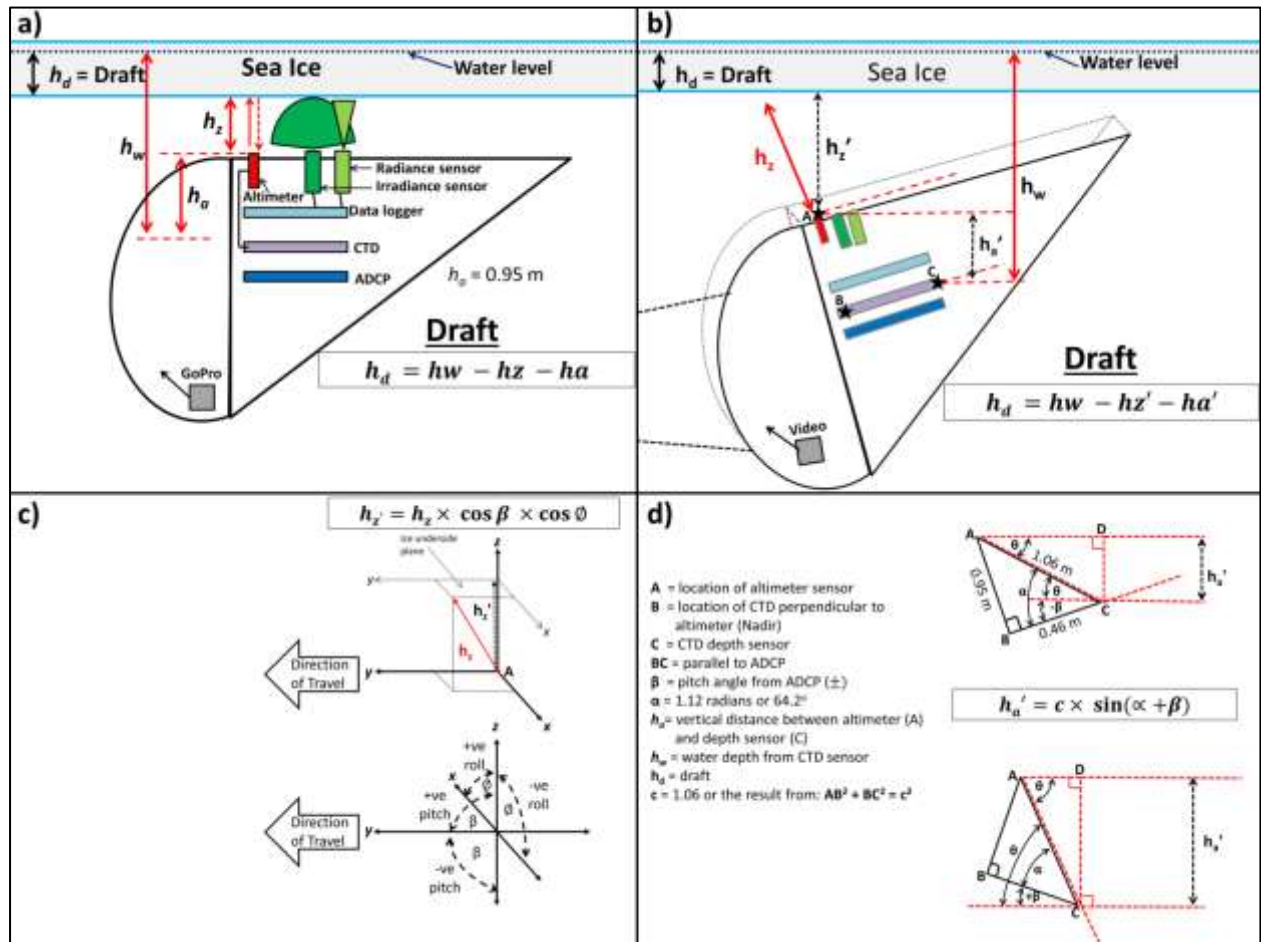 a)
h_d = Draft
Sea Ice
Water level
h_z
h_w
h_a
Radiance sensor
Irradiance sensor
Altimeter
Data logger
CTD
ADCP
h_a = 0.95 m
Draft
h_d = hw − hz − ha
GoPro
b)
h_d = Draft
Sea Ice
Water level
h_z
h_z'
h_w
A
h_a'
C
B
Draft
h_d = hw − hz' − ha'
Video
c)
h_z' = h_z × cos β × cos ∅
z
Ice underside
plane
y
h_z'
x
h_z
A
Direction
of Travel
y
x
z
+ve
roll
x
∅
-ve
roll
+ve
pitch
β
∅
Direction
of Travel
y
β
-ve
pitch
d)
A = location of altimeter sensor
B = location of CTD perpendicular to
altimeter (Nadir)
C = CTD depth sensor
BC = parallel to ADCP
β = pitch angle from ADCP (±)
α = 1.12 radians or 64.2°
h_a= vertical distance between altimeter (A)
and depth sensor (C)
h_w = water depth from CTD sensor
h_d = draft
c = 1.06 or the result from: AB² + BC² = c²
A
D
θ
1.06 m
0.95 m
α
θ
h_a'
-β
C
B
0.46 m
h_a' = c × sin(∝ +β)
A
D
θ
h_a'
θ
B
α
+β
C